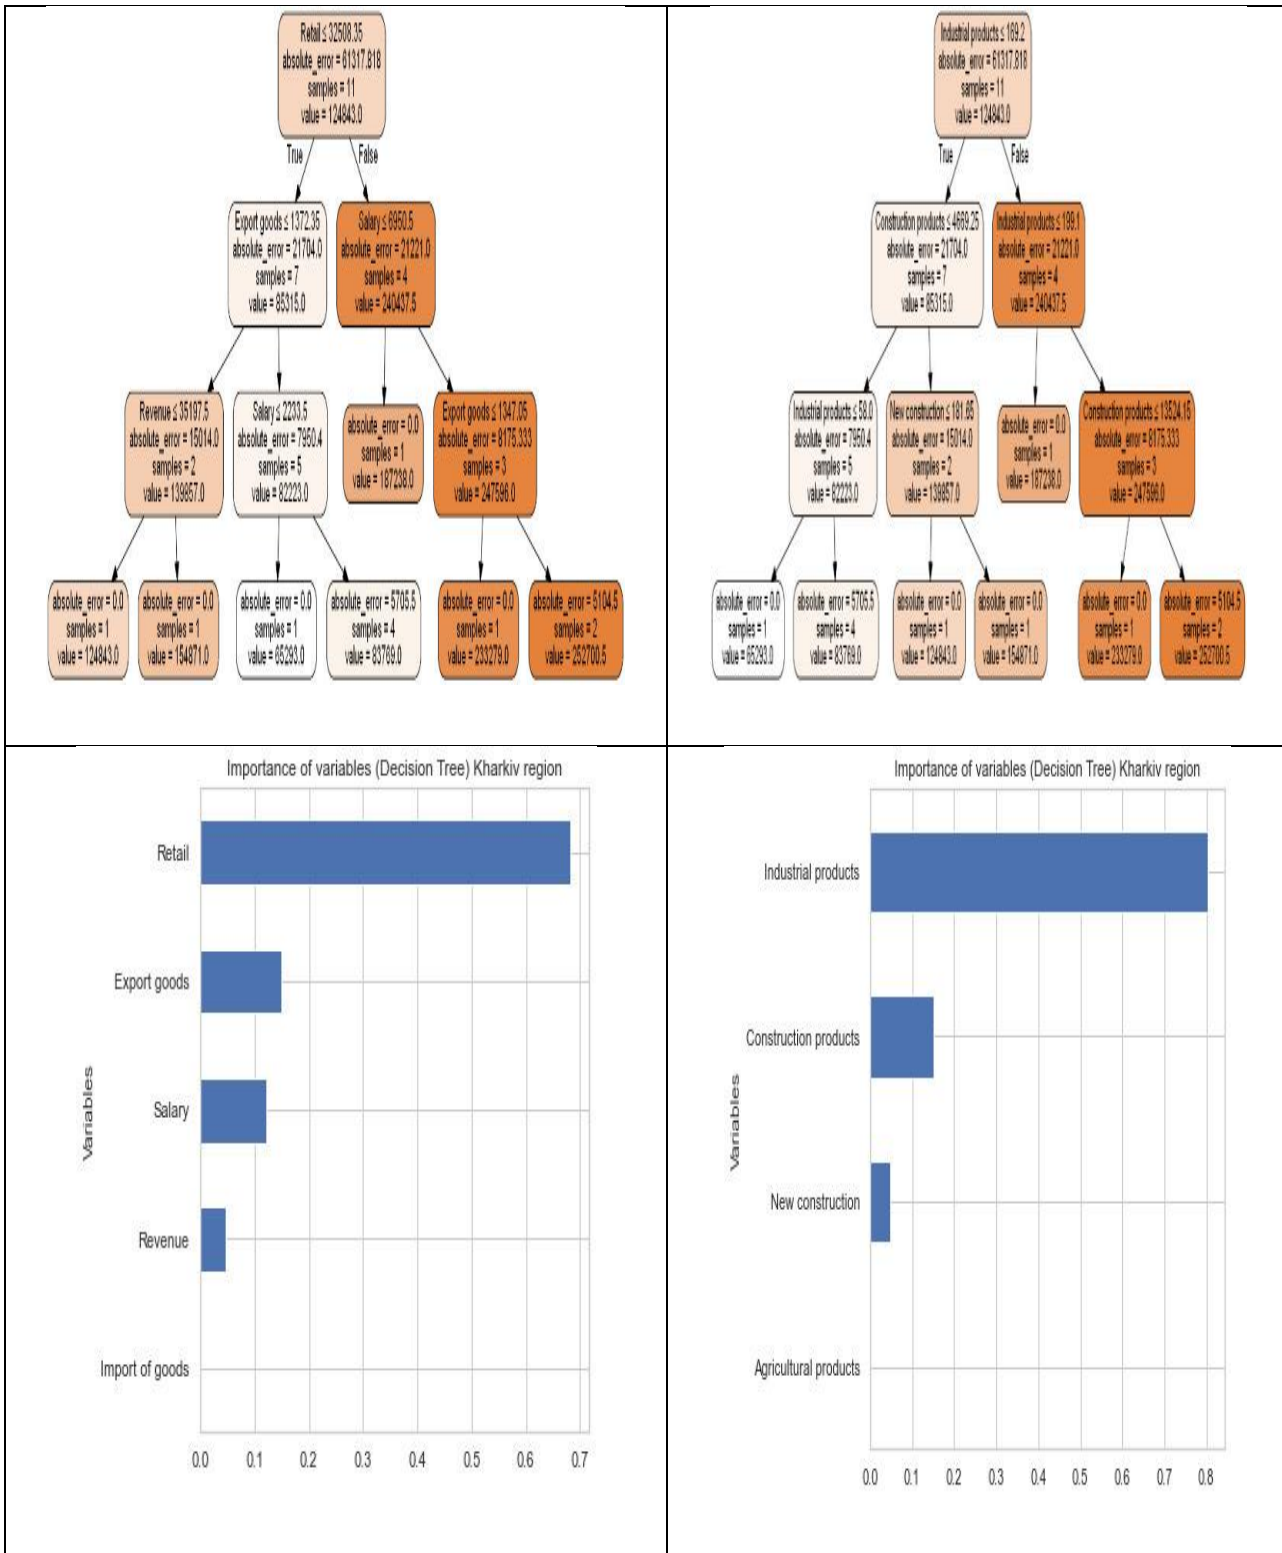 Retail ≤ 32508.35
absolute_error = 61317.818
samples = 11
value = 124843.0
True
False
Export goods ≤ 1372.35
absolute_error = 21704.0
samples = 7
value = 85315.0
Salary ≤ 6950.5
absolute_error = 21221.0
samples = 4
value = 240437.5
Revenue ≤ 35197.5
absolute_error = 15014.0
samples = 2
value = 139857.0
Salary ≤ 2233.5
absolute_error = 7950.4
samples = 5
value = 82223.0
absolute_error = 0.0
samples = 1
value = 187238.0
Export goods ≤ 1347.05
absolute_error = 8175.333
samples = 3
value = 247596.0
absolute_error = 0.0
samples = 1
value = 124843.0
absolute_error = 0.0
samples = 1
value = 154871.0
absolute_error = 0.0
samples = 1
value = 65293.0
absolute_error = 5705.5
samples = 4
value = 83769.0
absolute_error = 0.0
samples = 1
value = 233279.0
absolute_error = 5104.5
samples = 2
value = 252700.5
Industrial products ≤ 169.2
absolute_error = 61317.818
samples = 11
value = 124843.0
True
False
Construction products ≤ 4669.25
absolute_error = 21704.0
samples = 7
value = 85315.0
Industrial products ≤ 199.1
absolute_error = 21221.0
samples = 4
value = 240437.5
Industrial products ≤ 58.0
absolute_error = 7950.4
samples = 5
value = 82223.0
New construction ≤ 181.65
absolute_error = 15014.0
samples = 2
value = 139857.0
absolute_error = 0.0
samples = 1
value = 187238.0
Construction products ≤ 13524.15
absolute_error = 8175.333
samples = 3
value = 247596.0
absolute_error = 0.0
samples = 1
value = 65293.0
absolute_error = 5705.5
samples = 4
value = 83769.0
absolute_error = 0.0
samples = 1
value = 124843.0
absolute_error = 0.0
samples = 1
value = 154871.0
absolute_error = 0.0
samples = 1
value = 233279.0
absolute_error = 5104.5
samples = 2
value = 252700.5
Importance of variables (Decision Tree) Kharkiv region
Variables
Retail
Export goods
Salary
Revenue
Import of goods
0.0 0.1 0.2 0.3 0.4 0.5 0.6 0.7
Importance of variables (Decision Tree) Kharkiv region
Variables
Industrial products
Construction products
New construction
Agricultural products
0.0 0.1 0.2 0.3 0.4 0.5 0.6 0.7 0.8